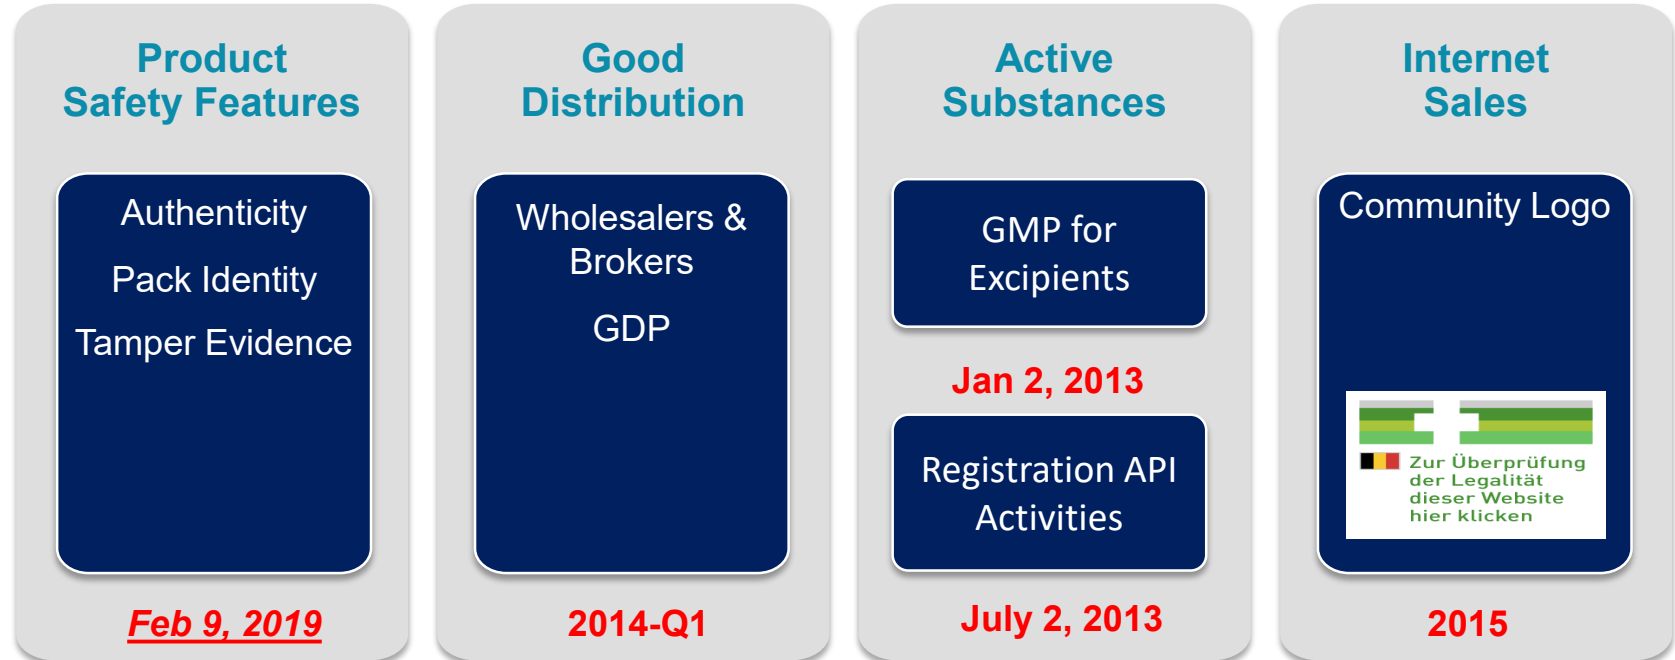 Product
Safety Features
Authenticity
Pack Identity
Tamper Evidence
Feb 9, 2019
Good
Distribution
Wholesalers &
Brokers
GDP
2014-Q1
Active
Substances
GMP for
Excipients
Jan 2, 2013
Registration API
Activities
July 2, 2013
Internet
Sales
Community Logo
Zur Überprüfung
der Legalität
dieser Website
hier klicken
2015